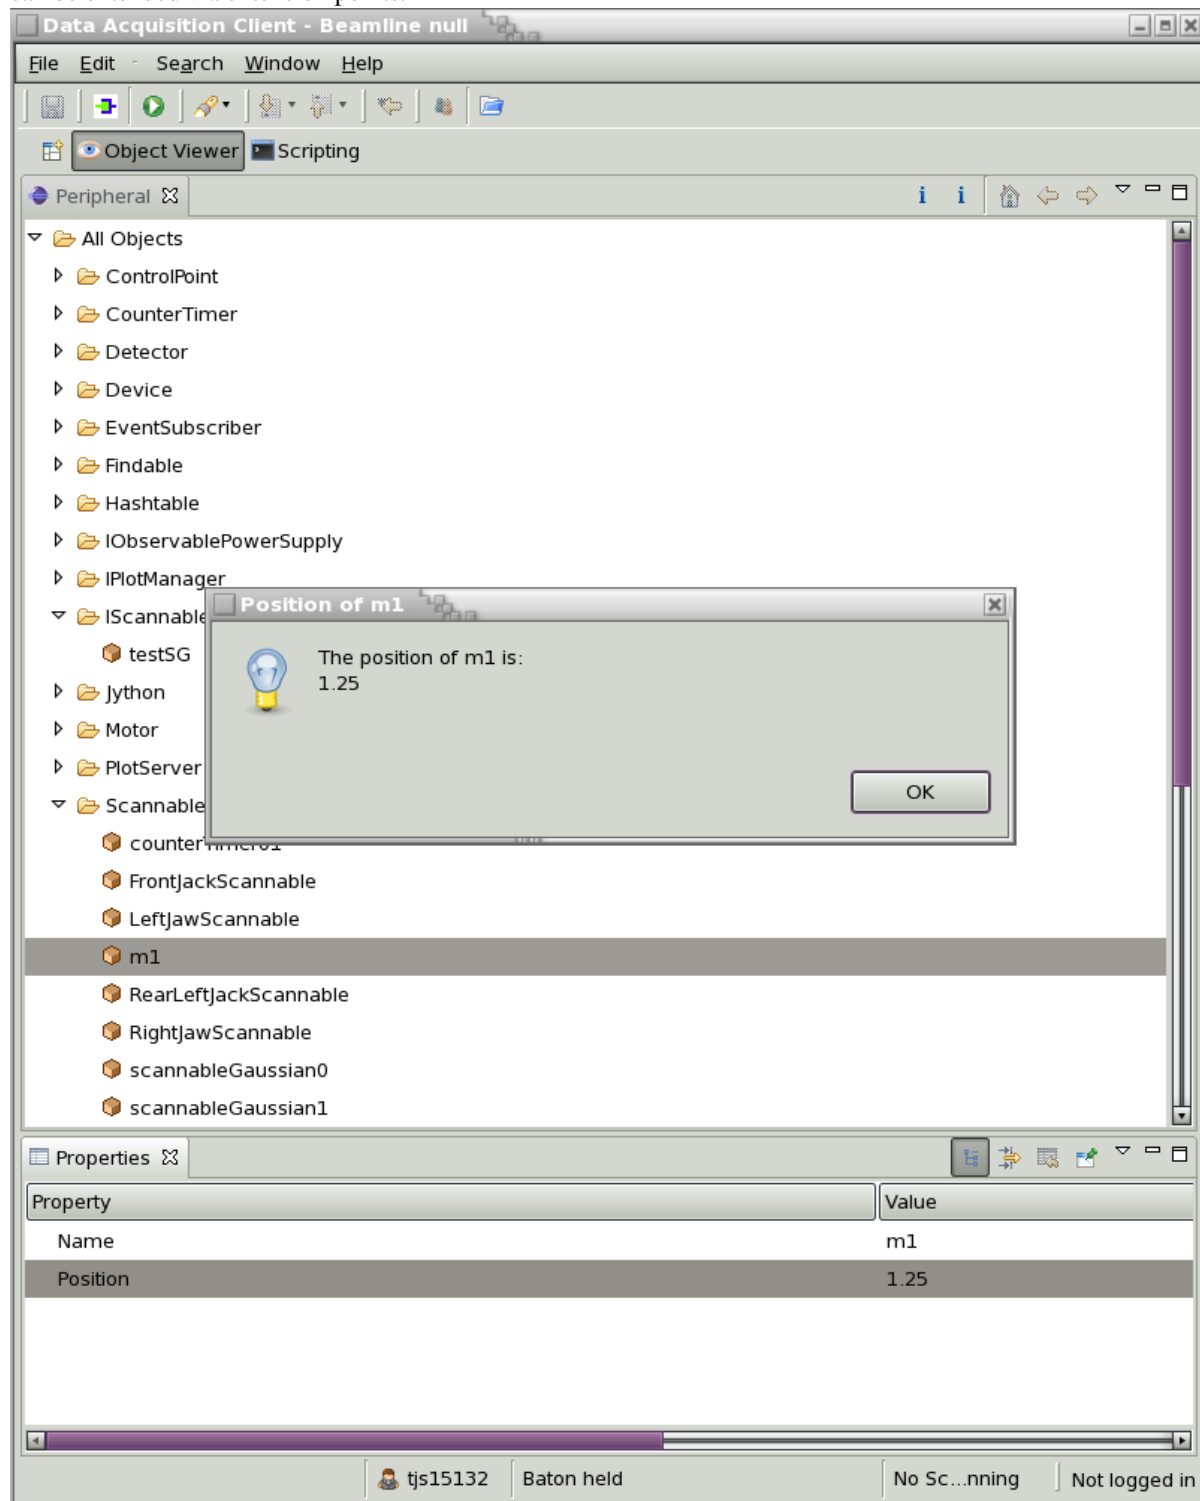 Data Acquisition Client - Beamline null
File Edit Search Window Help
Object Viewer Scripting
Peripheral
All Objects
ControlPoint
CounterTimer
Detector
Device
EventSubscriber
Findable
Hashtable
IObservablePowerSupply
IPlotManager
IScannable
testSG
Jython
Motor
PlotServer
Scannable
Position of m1
The position of m1 is:
1.25
OK
FrontJackScannable
LeftJawScannable
m1
RearLeftJackScannable
RightJawScannable
scannableGaussian0
scannableGaussian1
Properties
Property Value
Name m1
Position 1.25
tjs15132 Baton held No Sc...nning Not logged in